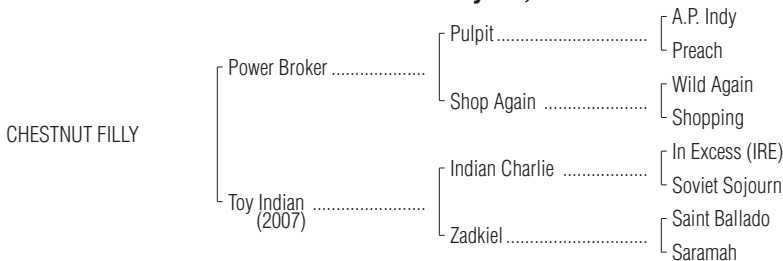 A.P. Indy
Pulpit
Preach
Power Broker
Wild Again
Shop Again
Shopping
CHESTNUT FILLY
In Excess (IRE)
Indian Charlie
Soviet Sojourn
Toy Indian
(2007)
Saint Ballado
Zadkiel
Saramah